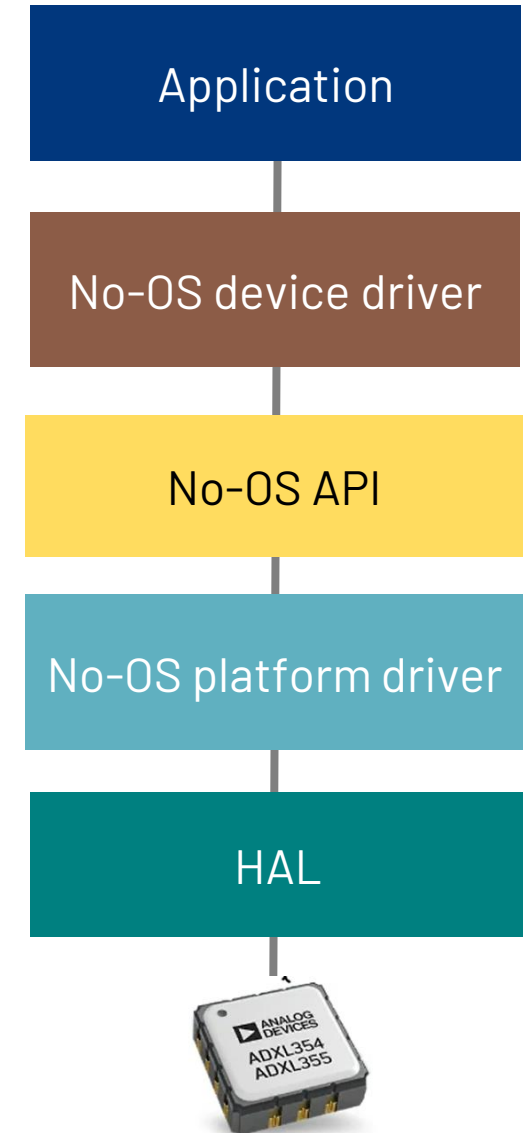 Application
No-OS device driver
No-OS API
No-OS platform driver
HAL
ANALOG
DEVICES
ADXL354
ADXL355